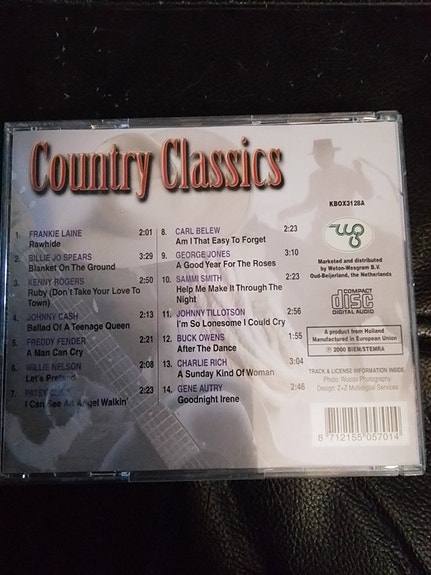 Country Classics
1. FRANKIE LAINE 2:01
Rawhide
2. BILLIE JO SPEARS 3:29
Blanket On The Ground
3. KENNY ROGERS 2:50
Ruby (Don't Take Your Love To
Town)
4. JOHNNY CASH 2:13
Ballad Of A Teenage Queen
5. FREDDY FENDER 2:21
A Man Can Cry
6. WILLIE NELSON 2:08
Let's Pretend
7. PATSY 2:23
I Can See An Angel Walkin'
8. CARL BELEW 2:23
Am I That Easy To Forget
9. GEORGE JONES 3:10
A Good Year For The Roses
10. SAMMI SMITH 2:23
Help Me Make It Through The
Night
11. JOHNNY TILLOTSON 2:56
I'm So Lonesome I Could Cry
12. BUCK OWENS 1:55
After The Dance
13. CHARLIE RICH 3:04
A Sunday Kind Of Woman
14. GENE AUTRY 2:46
Goodnight Irene
KBOX3128A
Marketed and distributed
by Weton-Wesgram B.V.
Oud-Beijerland, the Netherlands
COMPACT
disc
DIGITAL AUDIO
A product from Holland
Manufactured in European Union
℗ 2000 BIEM/STEMRA
TRACK & LICENSE INFORMATION INSIDE
Photo: Woods Photography
Design: Z+Z Multidigital Services
8 712155 057014